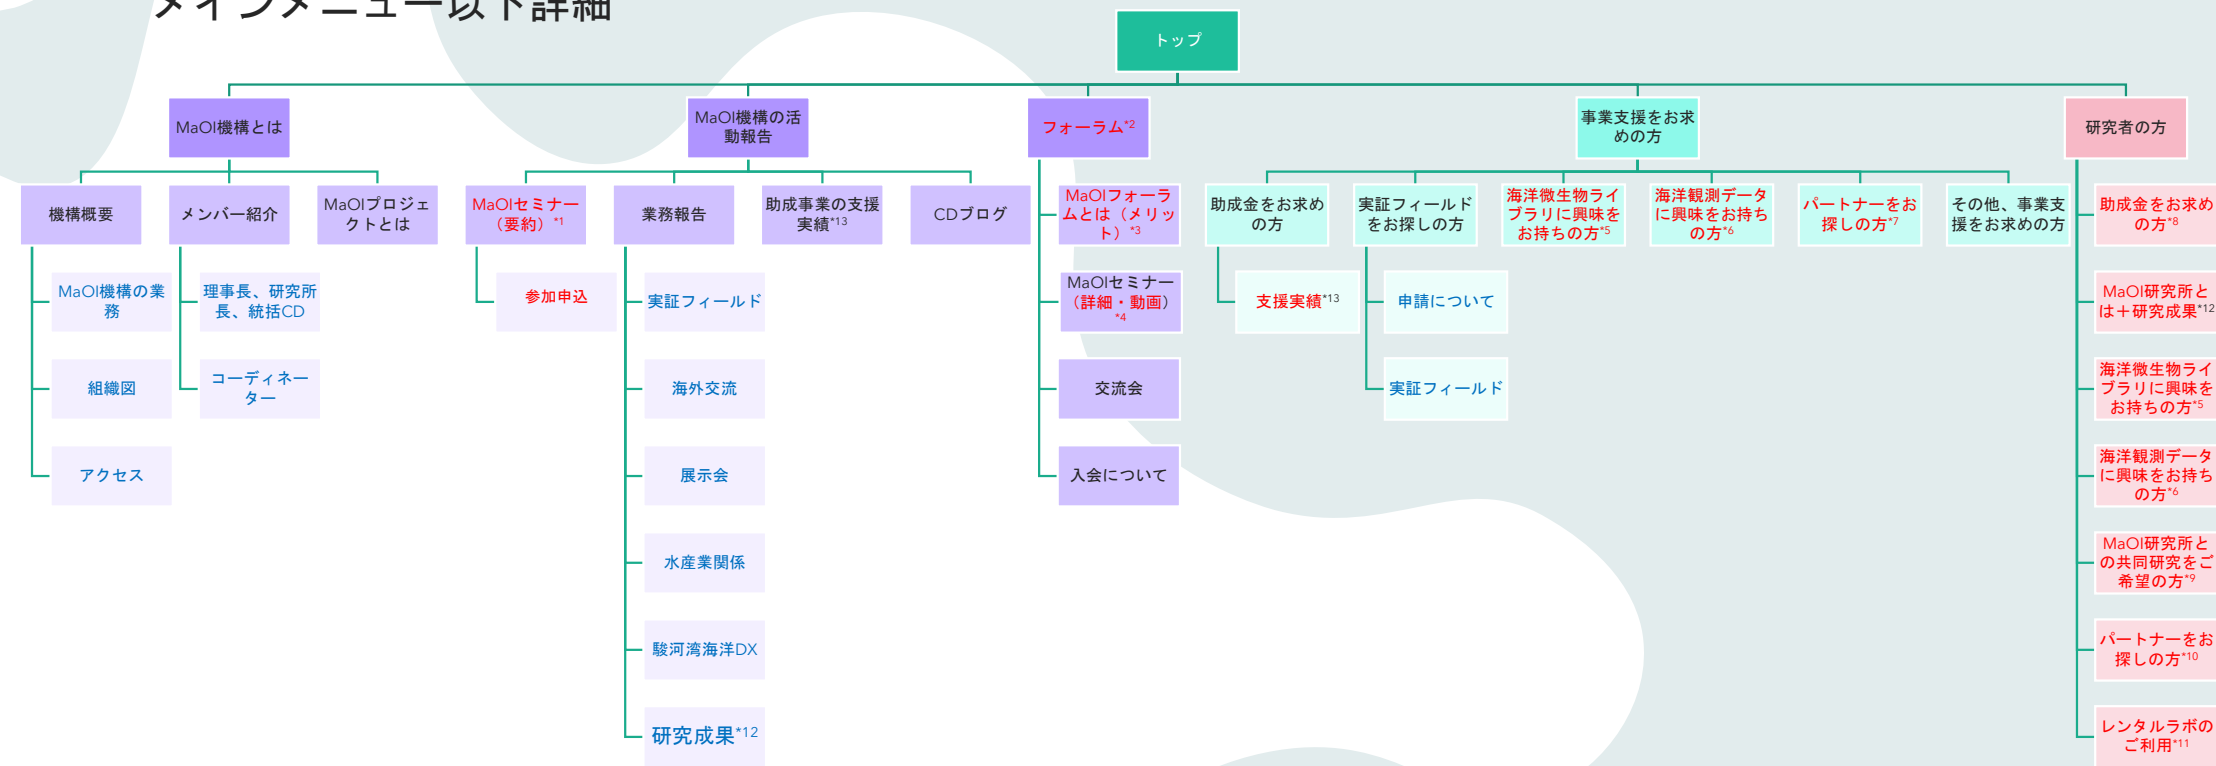 メインメニュー以下詳細
トップ
MaOI機構とは
MaOI機構の活
動報告
フォーラム*2
事業支援をお求
めの方
研究者の方
機構概要
メンバー紹介
MaOIプロジェ
クトとは
MaOIセミナー
（要約）*1
業務報告
助成事業の支援
実績*13
CDブログ
MaOIフォーラ
ムとは（メリッ
ト）*3
助成金をお求め
の方
実証フィールド
をお探しの方
海洋微生物ライ
ブラリに興味を
お持ちの方*5
海洋観測データ
に興味をお持ち
の方*6
パートナーをお
探しの方*7
その他、事業支
援をお求めの方
助成金をお求め
の方*8
MaOI機構の業
務
理事長、研究所
長、統括CD
参加申込
実証フィールド
MaOIセミナー
（詳細・動画）
*4
支援実績*13
申請について
MaOI研究所と
は＋研究成果*12
組織図
コーディネー
ター
海外交流
交流会
実証フィールド
海洋微生物ライ
ブラリに興味を
お持ちの方*5
アクセス
展示会
入会について
海洋観測データ
に興味をお持ち
の方*6
水産業関係
MaOI研究所と
の共同研究をご
希望の方*9
駿河湾海洋DX
パートナーをお
探しの方*10
研究成果*12
レンタルラボの
ご利用*11